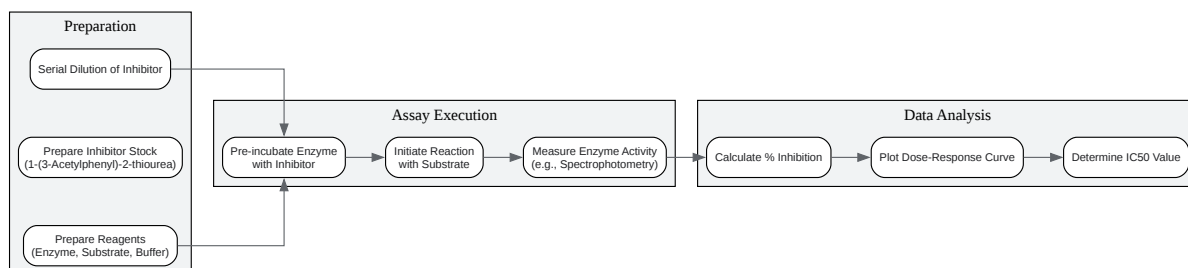 Preparation
Serial Dilution of Inhibitor
Prepare Inhibitor Stock
(1-(3-Acetylphenyl)-2-thiourea)
Prepare Reagents
(Enzyme, Substrate, Buffer)
Assay Execution
Pre-incubate Enzyme
with Inhibitor
Initiate Reaction
with Substrate
Measure Enzyme Activity
(e.g., Spectrophotometry)
Data Analysis
Calculate % Inhibition
Plot Dose-Response Curve
Determine IC50 Value